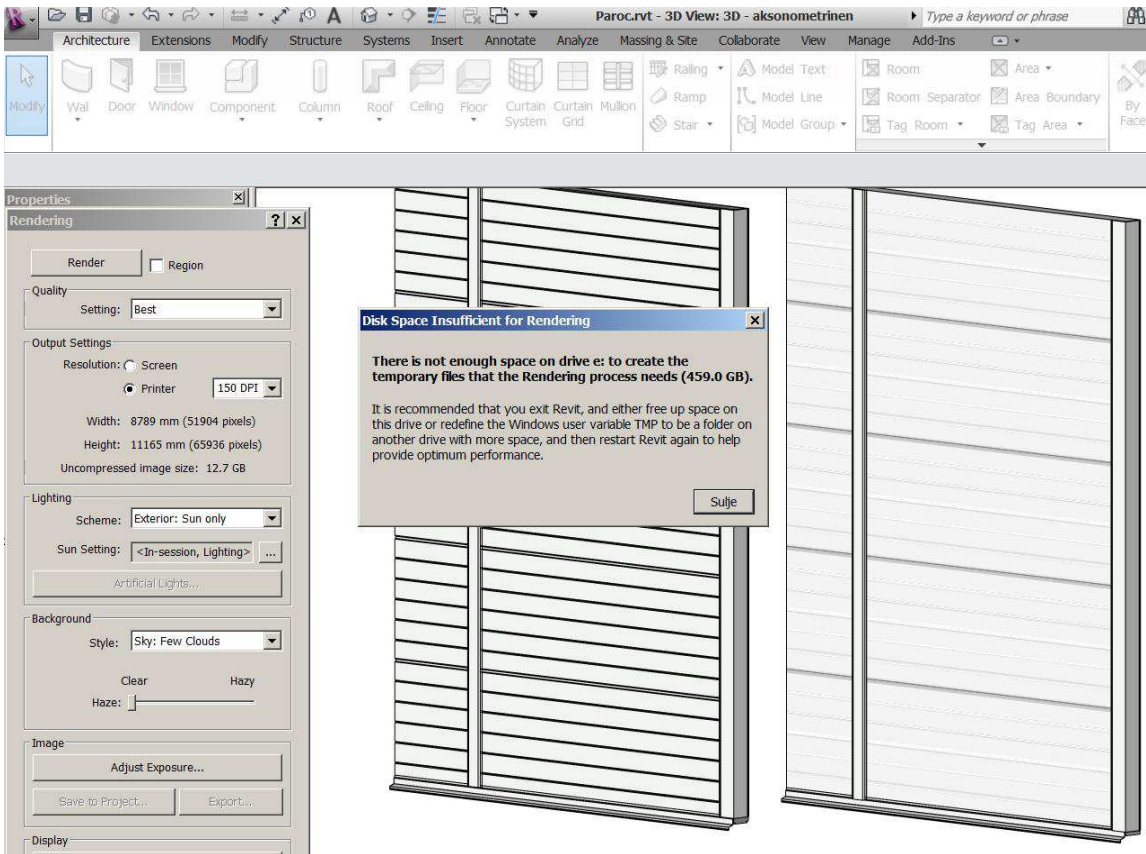 Paroc.rvt - 3D View: 3D - aksonometrinen
Type a keyword or phrase
Architecture Extensions Modify Structure Systems Insert Annotate Analyze Massing & Site Collaborate View Manage Add-Ins
Modify
Wal Door Window Component Column Roof Ceiling Floor Curtain System Curtain Grid Mullion
Railing Model Text Room Area
Ramp Model Line Room Separator Area Boundary
Stair Model Group Tag Room Tag Area
By Face
Properties
Rendering
Render Region
Quality
Setting: Best
Output Settings
Resolution: Screen
Printer 150 DPI
Width: 8789 mm (51904 pixels)
Height: 11165 mm (65936 pixels)
Uncompressed image size: 12.7 GB
Lighting
Scheme: Exterior: Sun only
Sun Setting: <In-session, Lighting> ...
Artificial Lights...
Background
Style: Sky: Few Clouds
Clear Hazy
Haze:
Image
Adjust Exposure...
Save to Project... Export...
Display
Disk Space Insufficient for Rendering
There is not enough space on drive e: to create the
temporary files that the Rendering process needs (459.0 GB).
It is recommended that you exit Revit, and either free up space on
this drive or redefine the Windows user variable TMP to be a folder on
another drive with more space, and then restart Revit again to help
provide optimum performance.
Sulje